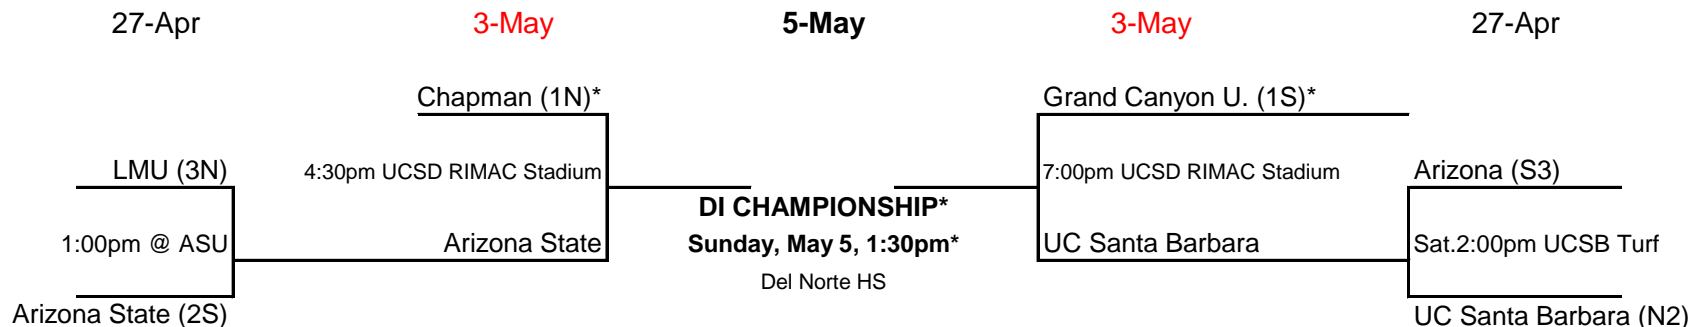 27-Apr 3-May 5-May 3-May 27-Apr
Chapman (1N)* Grand Canyon U. (1S)*
LMU (3N) 4:30pm UCSD RIMAC Stadium 7:00pm UCSD RIMAC Stadium Arizona (S3)
DI CHAMPIONSHIP*
1:00pm @ ASU Arizona State Sunday, May 5, 1:30pm* UC Santa Barbara Sat.2:00pm UCSB Turf
Del Norte HS
Arizona State (2S) UC Santa Barbara (N2)